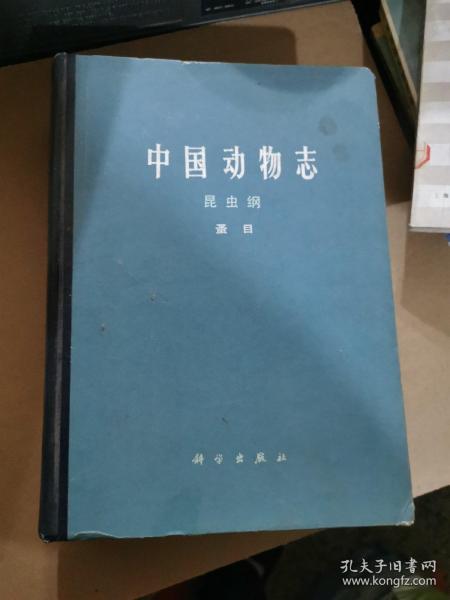 中国动物志
昆虫纲
蚤目
科学出版社
孔夫子旧书网
www.kongfz.com